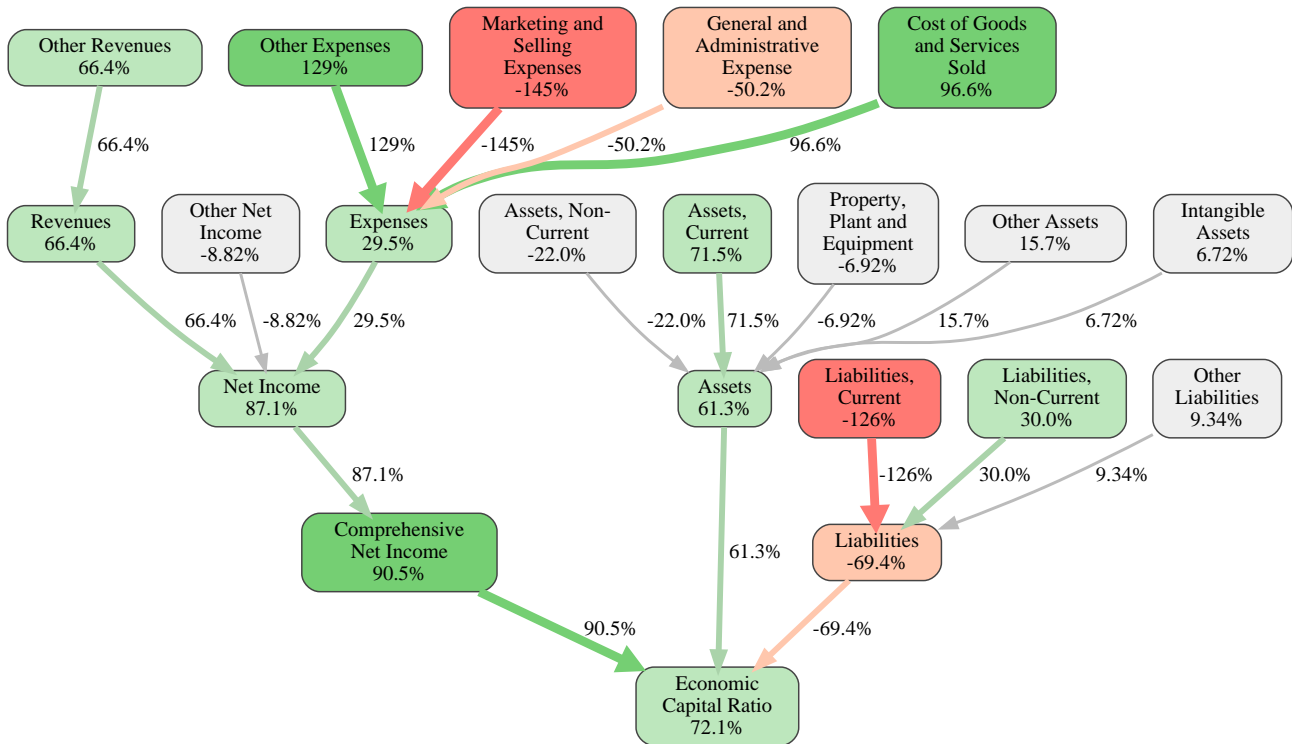 Other Revenues
66.4%
Other Expenses
129%
Marketing and
Selling
Expenses
-145%
General and
Administrative
Expense
-50.2%
Cost of Goods
and Services
Sold
96.6%
66.4%
129%
-145%
-50.2%
96.6%
Revenues
66.4%
Other Net
Income
-8.82%
Expenses
29.5%
Assets, Non-
Current
-22.0%
Assets,
Current
71.5%
Property,
Plant and
Equipment
-6.92%
Other Assets
15.7%
Intangible
Assets
6.72%
66.4%
-8.82%
29.5%
-22.0%
71.5%
-6.92%
15.7%
6.72%
Net Income
87.1%
Assets
61.3%
Liabilities,
Current
-126%
Liabilities,
Non-Current
30.0%
Other
Liabilities
9.34%
87.1%
-126%
30.0%
9.34%
Comprehensive
Net Income
90.5%
61.3%
Liabilities
-69.4%
90.5%
-69.4%
Economic
Capital Ratio
72.1%